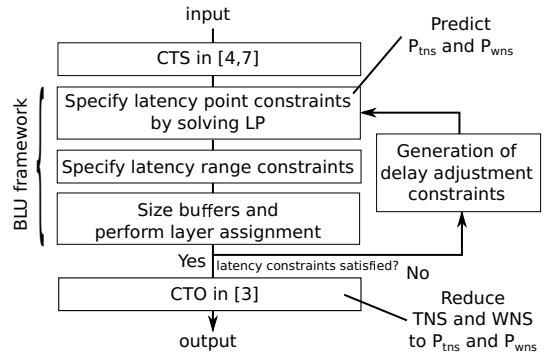 input
CTS in [4,7]
Predict
Ptns and Pwns
BLU framework
Specify latency point constraints
by solving LP
Specify latency range constraints
Size buffers and
perform layer assignment
Generation of
delay adjustment
constraints
Yes
latency constraints satisfied?
No
CTO in [3]
Reduce
TNS and WNS
to Ptns and Pwns
output